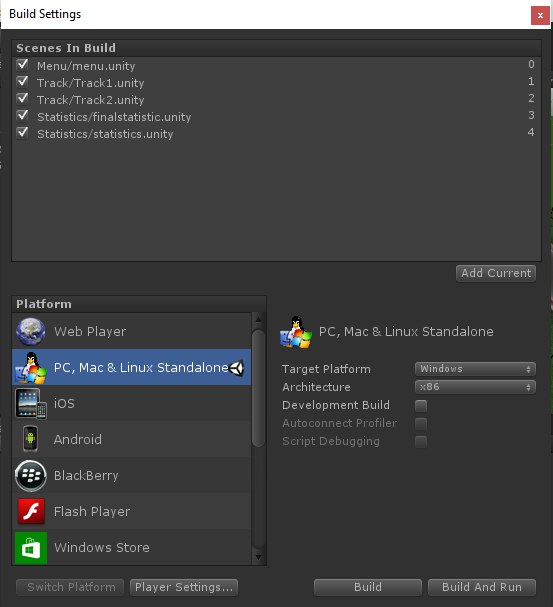 Build Settings
x
Scenes In Build
Menu/menu.unity 0
Track/Track1.unity 1
Track/Track2.unity 2
Statistics/finalstatistic.unity 3
Statistics/statistics.unity 4
Add Current
Platform
Web Player
PC, Mac & Linux Standalone
iOS
Android
BlackBerry
Flash Player
Windows Store
PC, Mac & Linux Standalone
Target Platform Windows
Architecture x86
Development Build
Autoconnect Profiler
Script Debugging
Switch Platform Player Settings... Build Build And Run